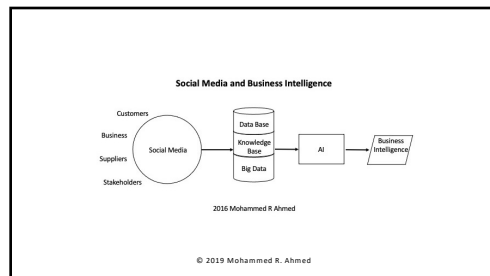 Social Media and Business Intelligence
Customers
Business
Suppliers
Stakeholders
Social Media
Data Base
Knowledge
Base
Big Data
AI
Business
Intelligence
2016 Mohammed R Ahmed
© 2019 Mohammed R. Ahmed